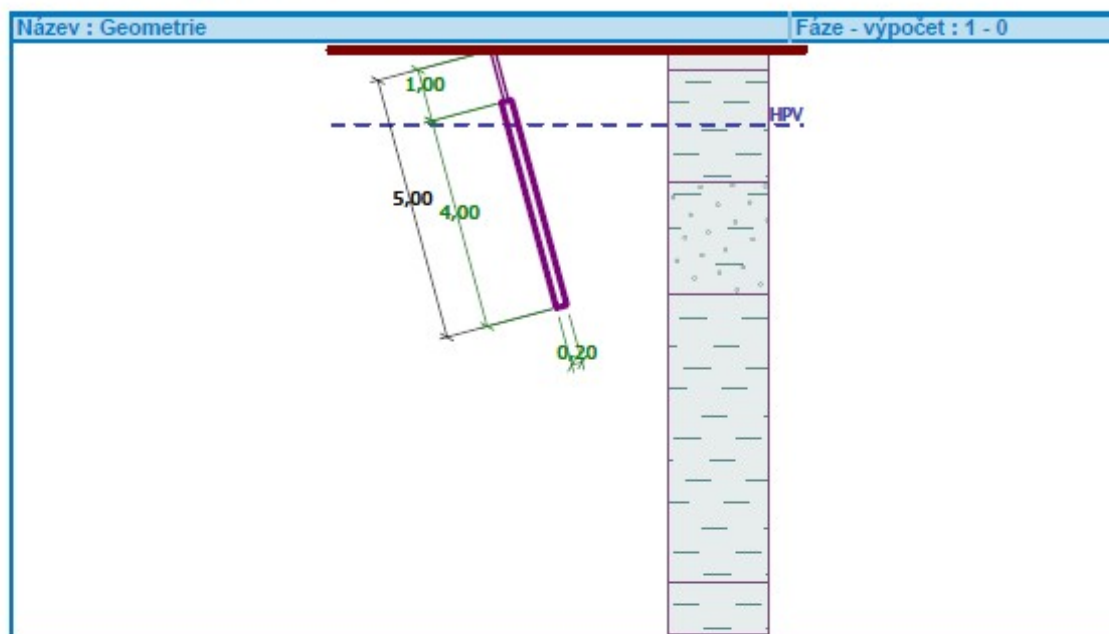 Název : Geometrie
Fáze - výpočet : 1 - 0
1,00
HPV
5,00
4,00
0,20